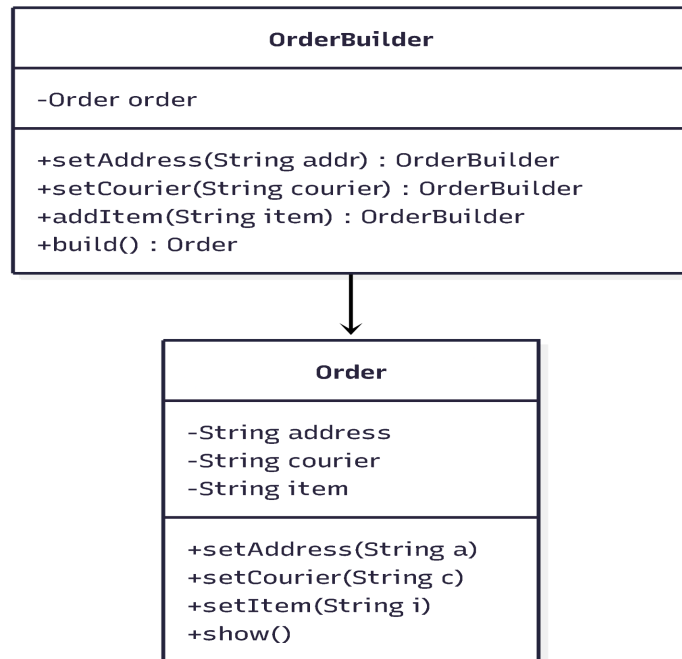 OrderBuilder
-Order order
+setAddress(String addr) : OrderBuilder
+setCourier(String courier) : OrderBuilder
+addItem(String item) : OrderBuilder
+build() : Order
Order
-String address
-String courier
-String item
+setAddress(String a)
+setCourier(String c)
+setItem(String i)
+show()